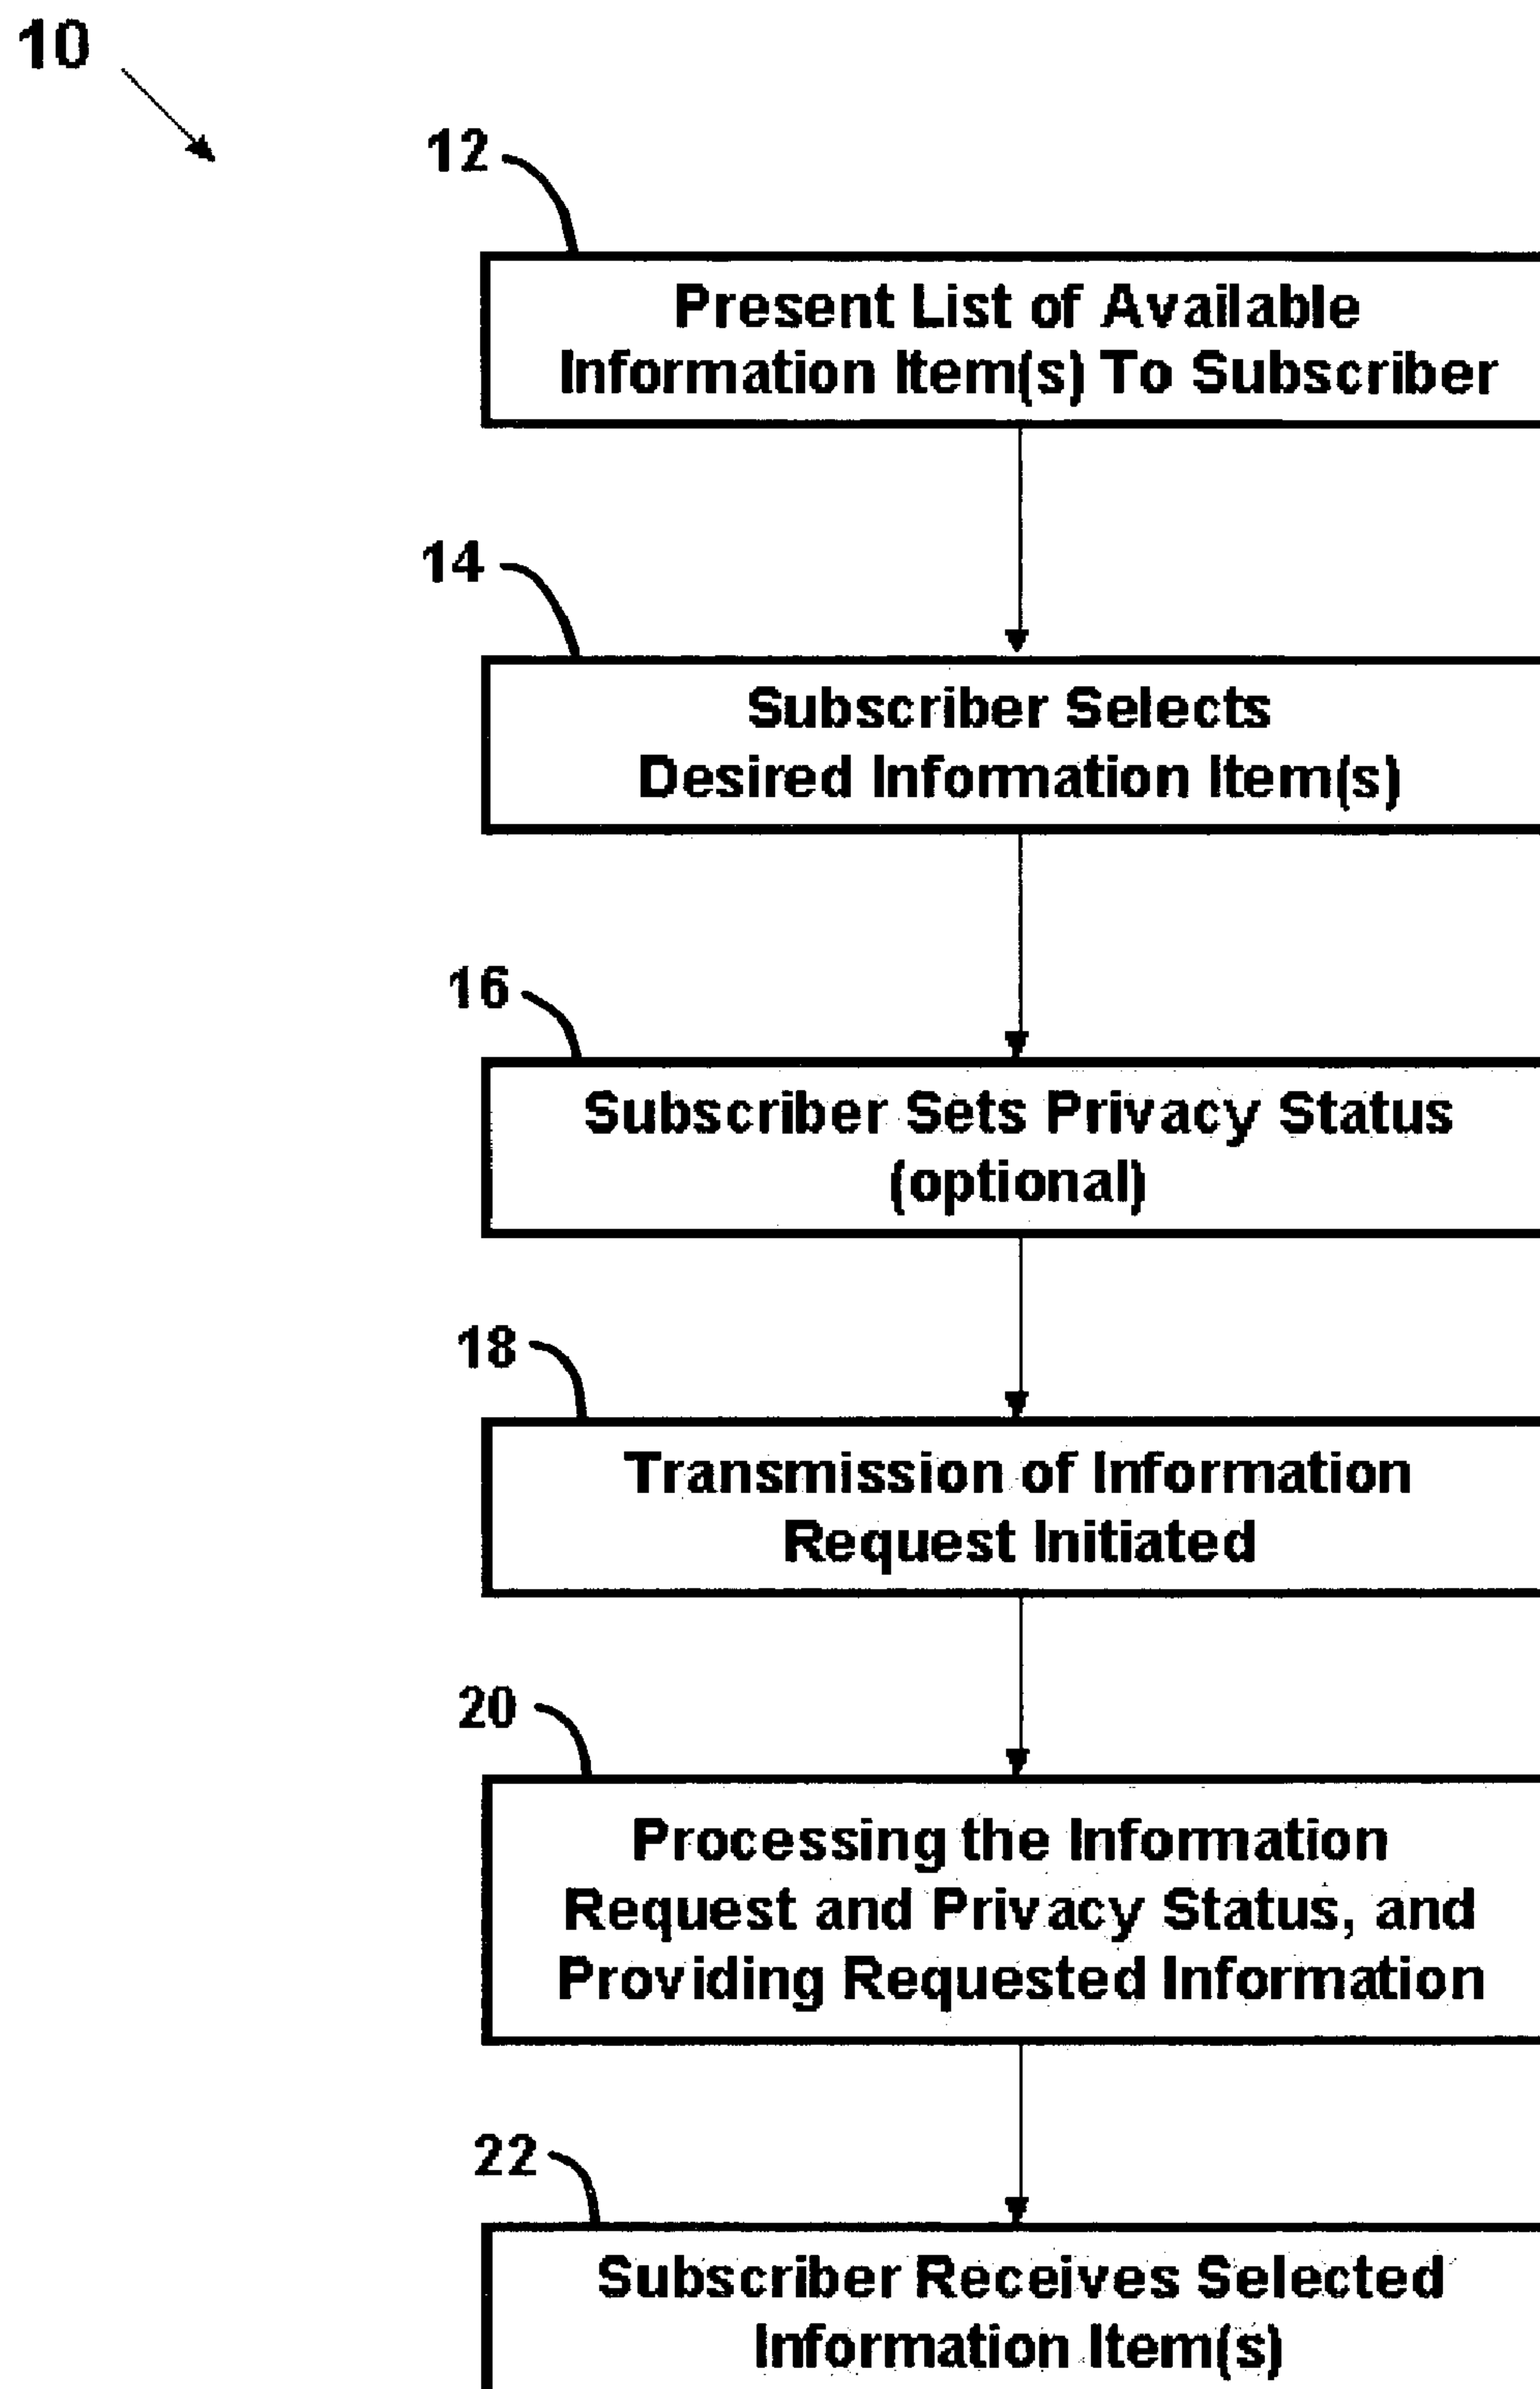 10
12
Present List of Available
Information Item(s) To Subscriber
14
Subscriber Selects
Desired Information Item(s)
16
Subscriber Sets Privacy Status
(optional)
18
Transmission of Information
Request Initiated
20
Processing the Information
Request and Privacy Status, and
Providing Requested Information
22
Subscriber Receives Selected
Information Item(s)